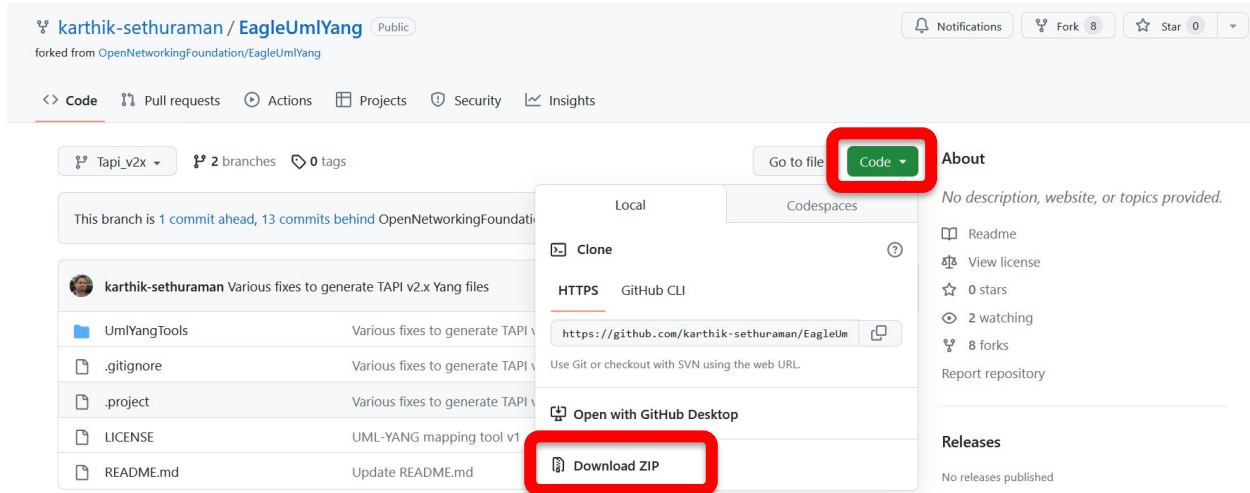 karthik-sethuraman / EagleUmlYang Public
Notifications Fork 8 Star 0
forked from OpenNetworkingFoundation/EagleUmlYang
Code Pull requests Actions Projects Security Insights
Tapi_v2x 2 branches 0 tags
Go to file Code
This branch is 1 commit ahead, 13 commits behind OpenNetworkingFoundati
karthik-sethuraman Various fixes to generate TAPI v2.x Yang files
UmlYangTools Various fixes to generate TAPI v
.gitignore Various fixes to generate TAPI v
.project Various fixes to generate TAPI v
LICENSE UML-YANG mapping tool v1
README.md Update README.md
Local Codespaces
Clone
HTTPS GitHub CLI
https://github.com/karthik-sethuraman/EagleUm
Use Git or checkout with SVN using the web URL.
Open with GitHub Desktop
Download ZIP
About
No description, website, or topics provided.
Readme
View license
0 stars
2 watching
8 forks
Report repository
Releases
No releases published